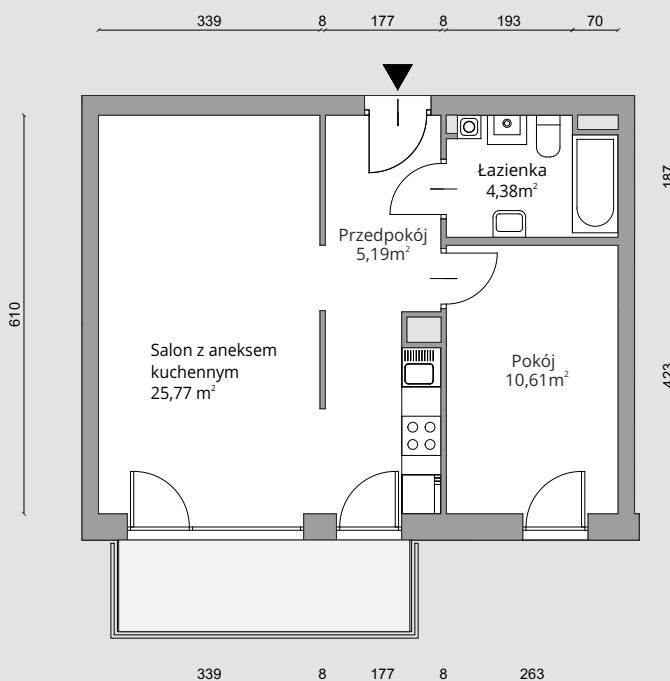 339 8 177 8 193 70
187
Łazienka
4,38m²
Przedpokój
5,19m²
610
Salon z aneksem
kuchennym
25,77 m²
Pokój
10,61m²
423
339 8 177 8 263